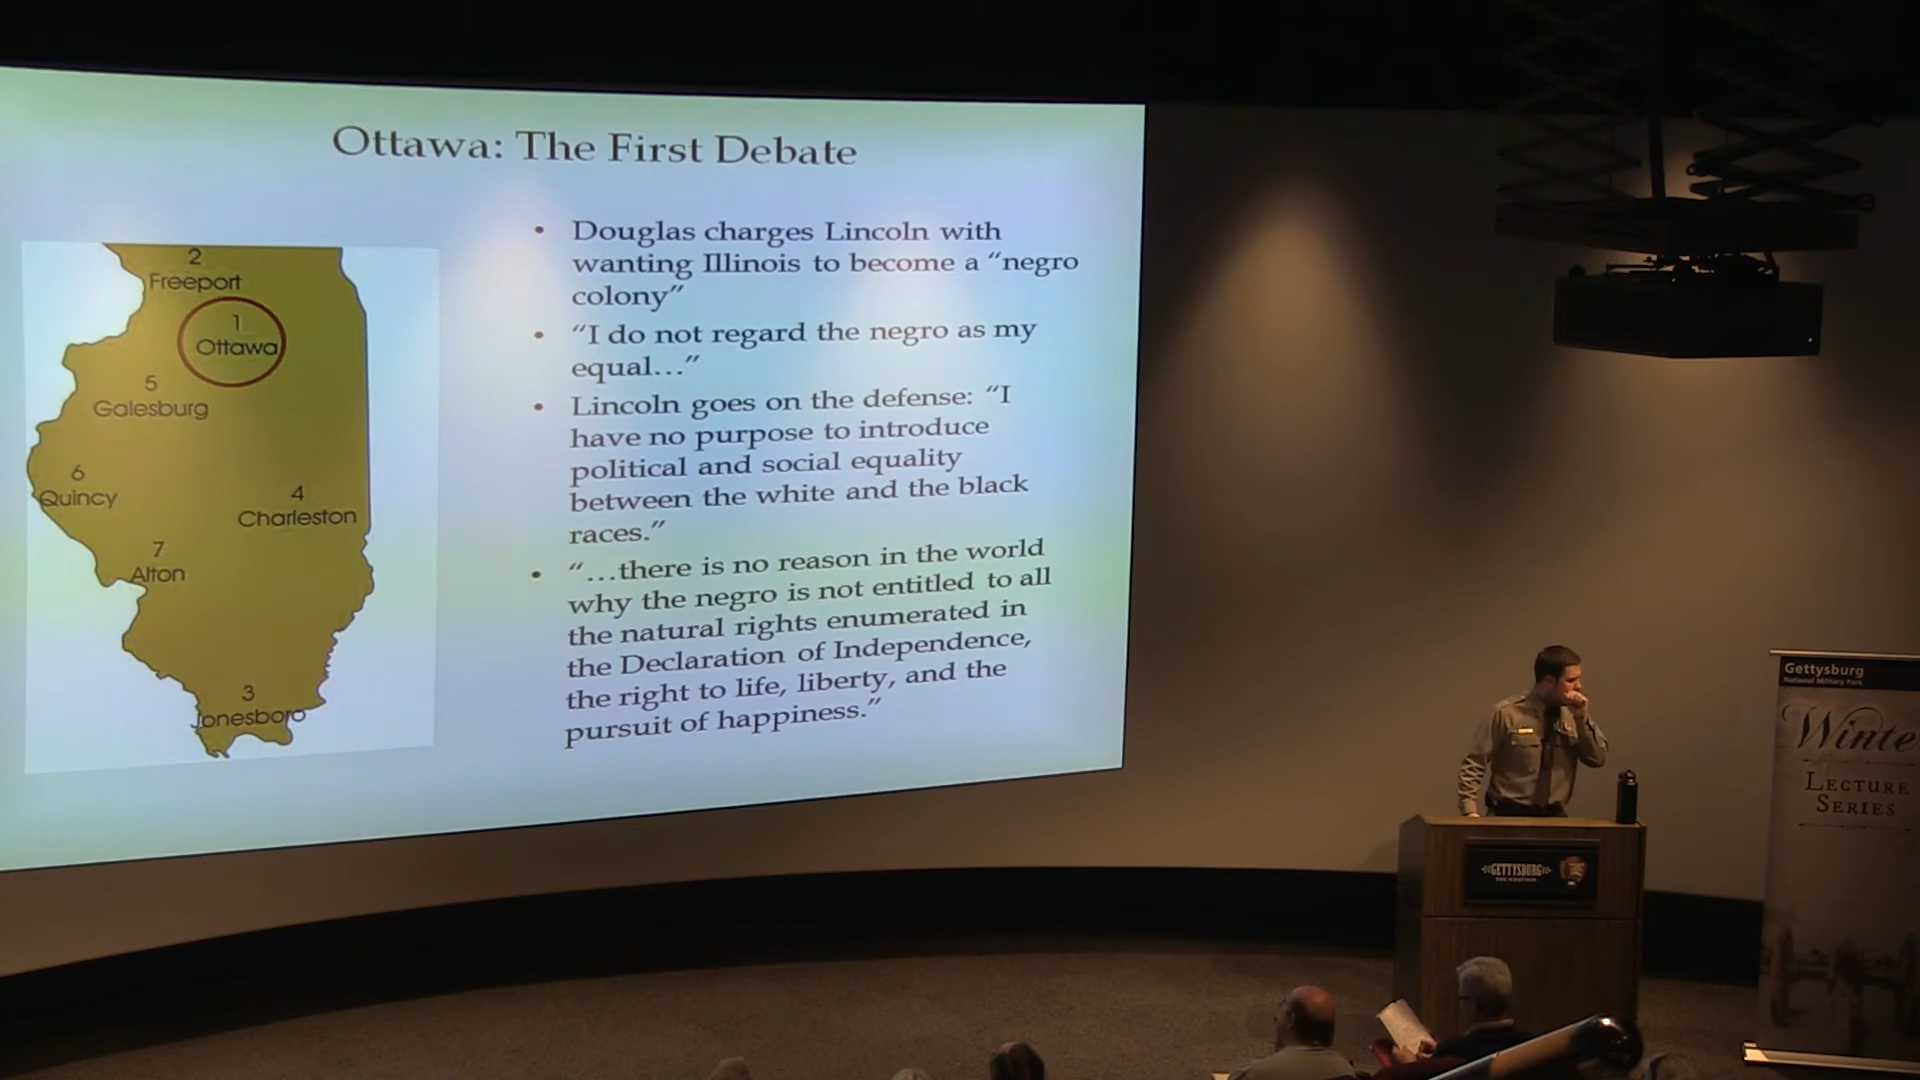 Ottawa: The First Debate
2
Freeport
1
Ottawa
5
Galesburg
6
Quincy
4
Charleston
7
Alton
3
Jonesboro
• Douglas charges Lincoln with
wanting Illinois to become a “negro
colony”
• “I do not regard the negro as my
equal…”
• Lincoln goes on the defense: “I
have no purpose to introduce
political and social equality
between the white and the black
races.”
• “…there is no reason in the world
why the negro is not entitled to all
the natural rights enumerated in
the Declaration of Independence,
the right to life, liberty, and the
pursuit of happiness.”
GETTYSBURG
FOUNDATION
Gettysburg
National Military Park
Winte
LECTURE
SERIES